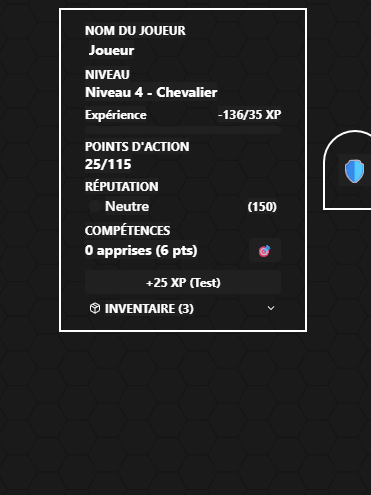 NOM DU JOUEUR
Joueur
NIVEAU
Niveau 4 - Chevalier
Expérience -136/35 XP
POINTS D'ACTION
25/115
RÉPUTATION
Neutre (150)
COMPÉTENCES
0 apprises (6 pts)
+25 XP (Test)
INVENTAIRE (3)